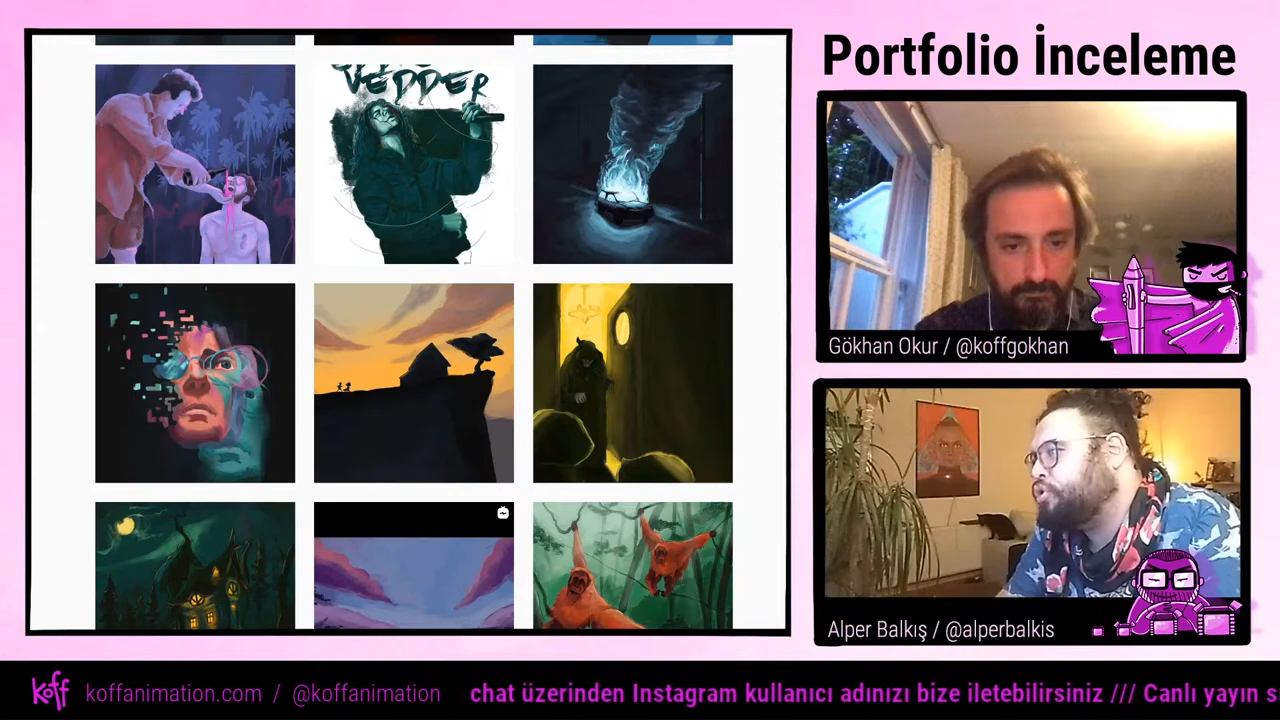 Portfolio İnceleme
VEDDER
Gökhan Okur / @koffgokhan
Alper Balkış / @alperbalkis
koff koffanimation.com / @koffanimation chat üzerinden Instagram kullanıcı adınızı bize iletebilirsiniz /// Canlı yayın s